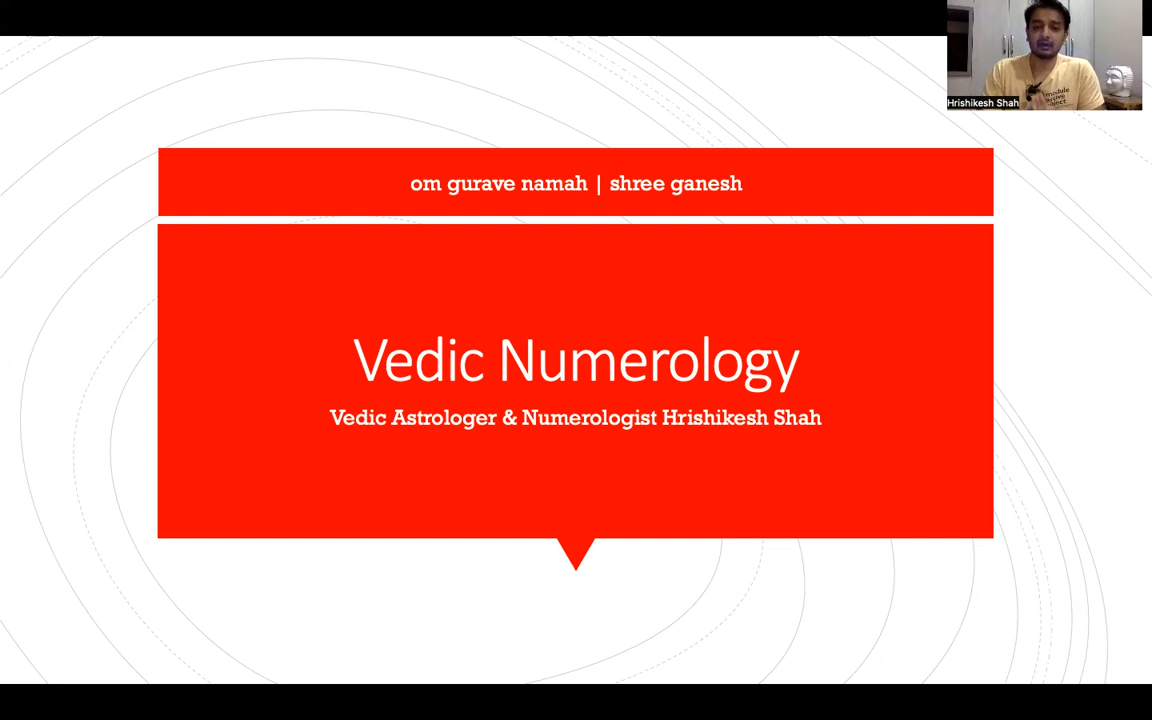 Hrishikesh Shah
om gurave namah | shree ganesh
Vedic Numerology
Vedic Astrologer & Numerologist Hrishikesh Shah